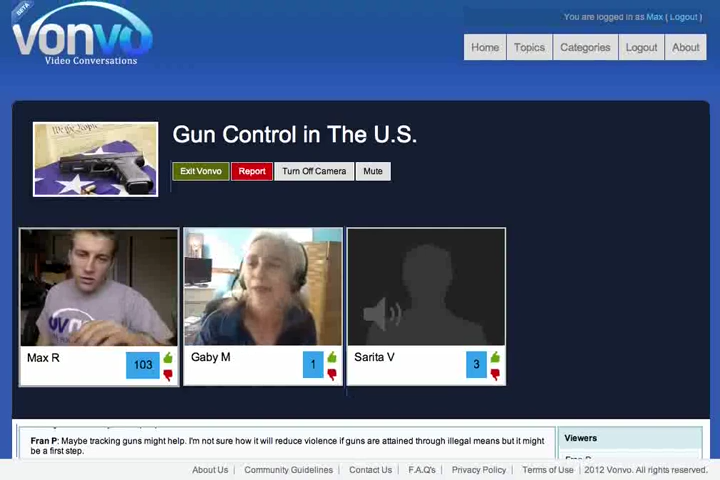 BETA
vonvo
Video Conversations
You are logged in as Max ( Logout )
Home Topics Categories Logout About
We the People
Gun Control in The U.S.
Exit Vonvo Report Turn Off Camera Mute
Max R 103
Gaby M 1
Sarita V 3
Fran P: Maybe tracking guns might help. I'm not sure how it will reduce violence if guns are attained through illegal means but it might
be a first step.
Viewers
Fran P
About Us | Community Guidelines | Contact Us | F.A.Q's | Privacy Policy | Terms of Use | 2012 Vonvo. All rights reserved.